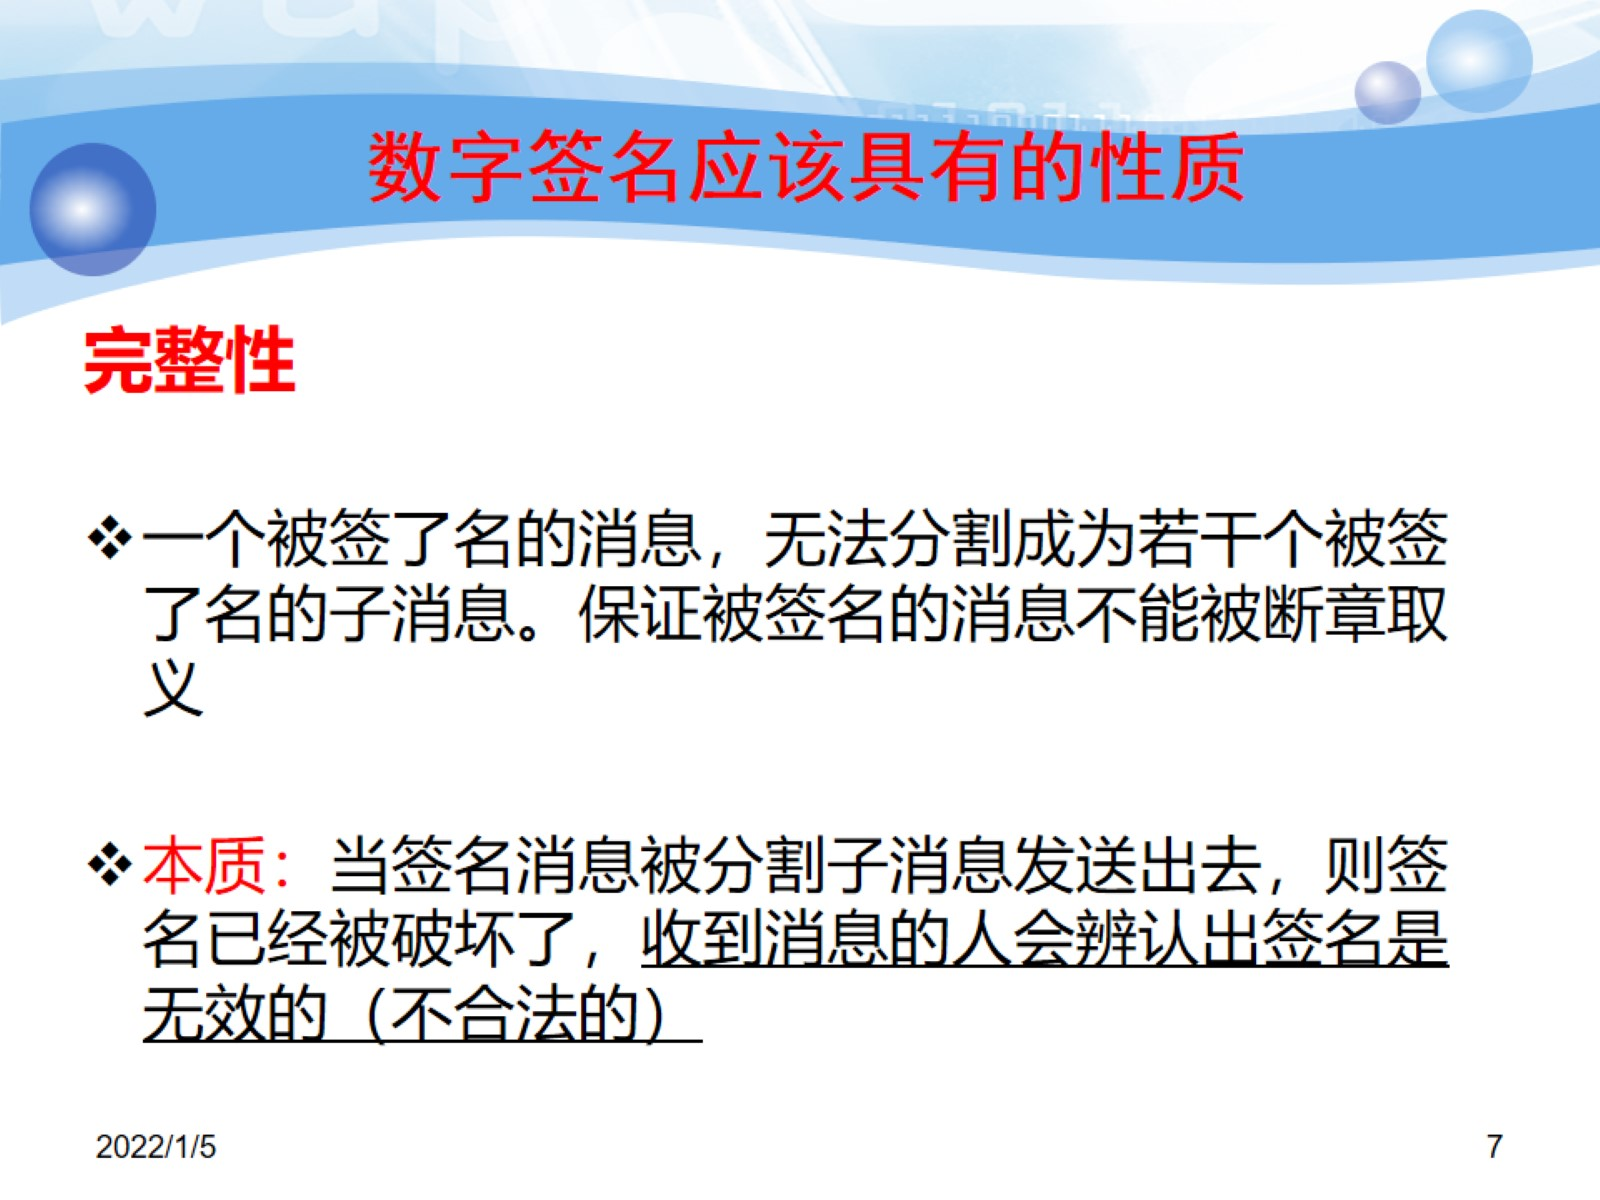 数字签名应该具有的性质
完整性
❖一个被签了名的消息，无法分割成为若干个被签
了名的子消息。保证被签名的消息不能被断章取
义
❖本质：当签名消息被分割子消息发送出去，则签
名已经被破坏了，收到消息的人会辨认出签名是
无效的（不合法的）
2022/1/5
7